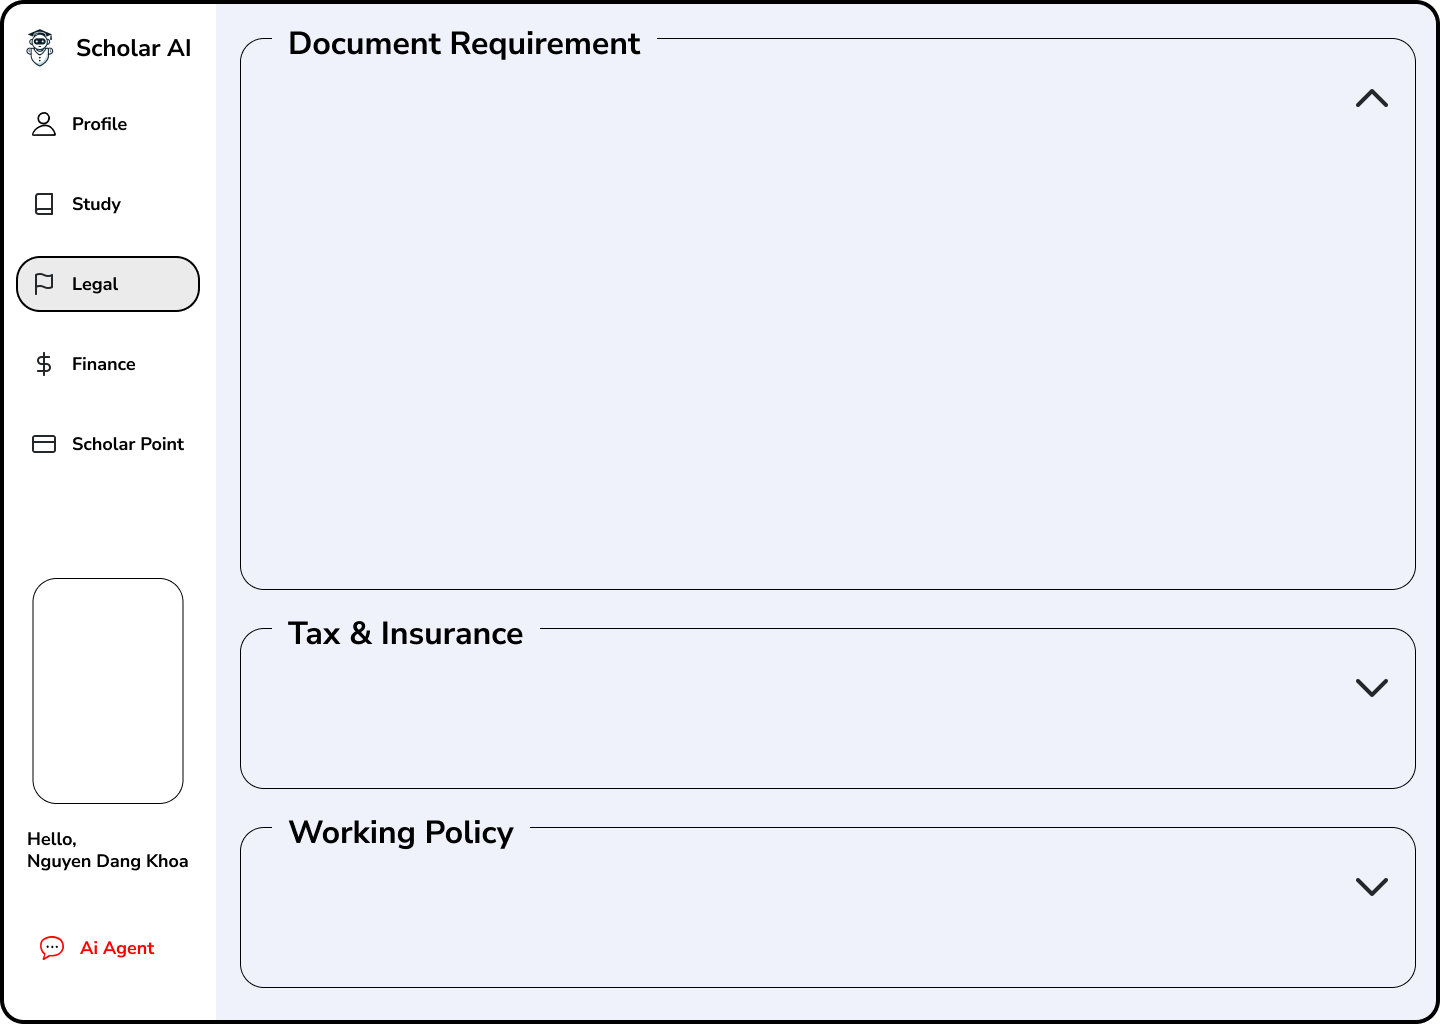 Scholar AI
Profile
Study
Legal
Finance
Scholar Point
Hello,
Nguyen Dang Khoa
Ai Agent
Document Requirement
Tax & Insurance
Working Policy